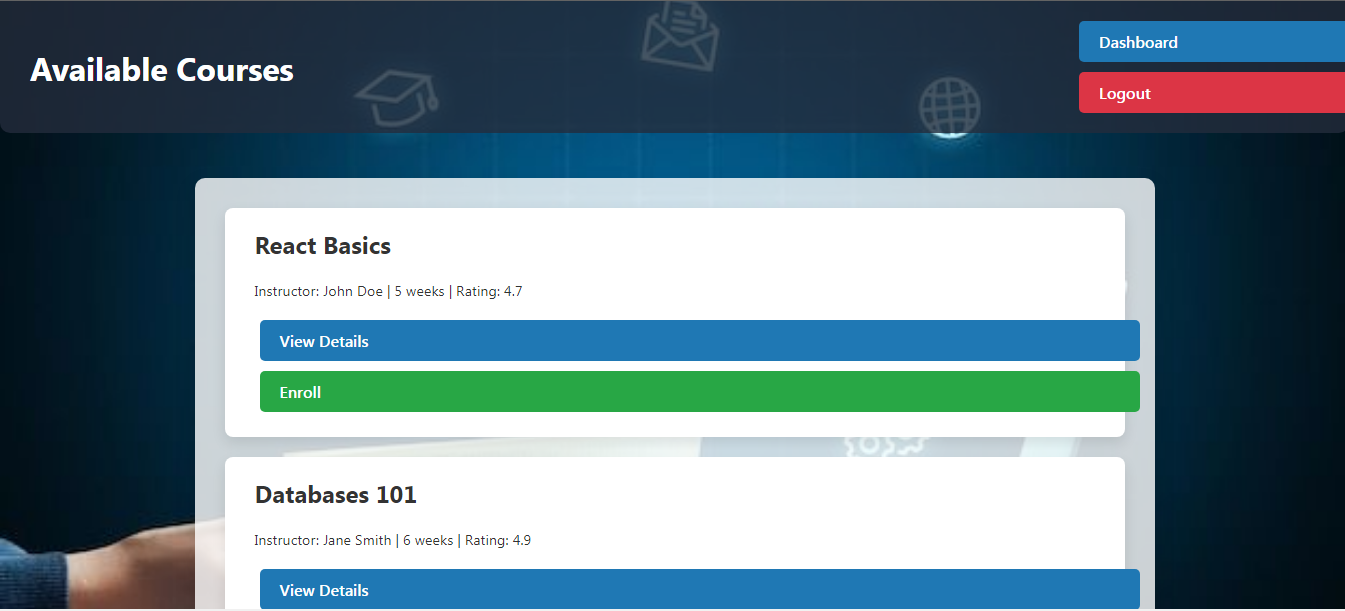 Available Courses
Dashboard
Logout
React Basics
Instructor: John Doe | 5 weeks | Rating: 4.7
View Details
Enroll
Databases 101
Instructor: Jane Smith | 6 weeks | Rating: 4.9
View Details